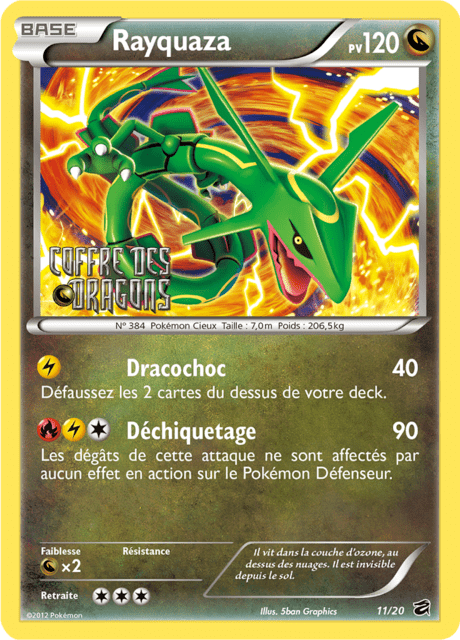 BASE
Rayquaza
PV120
COFFRE DES
DRAGONS
N° 384 Pokémon Cieux Taille : 7,0m Poids : 206,5kg
Dracochoc 40
Défaussez les 2 cartes du dessus de votre deck.
Déchiquetage 90
Les dégâts de cette attaque ne sont affectés par
aucun effet en action sur le Pokémon Défenseur.
Faiblesse Résistance
×2
Il vit dans la couche d'ozone, au
dessus des nuages. Il est invisible
depuis le sol.
Retraite
©2012 Pokémon
Illus. 5ban Graphics
11/20